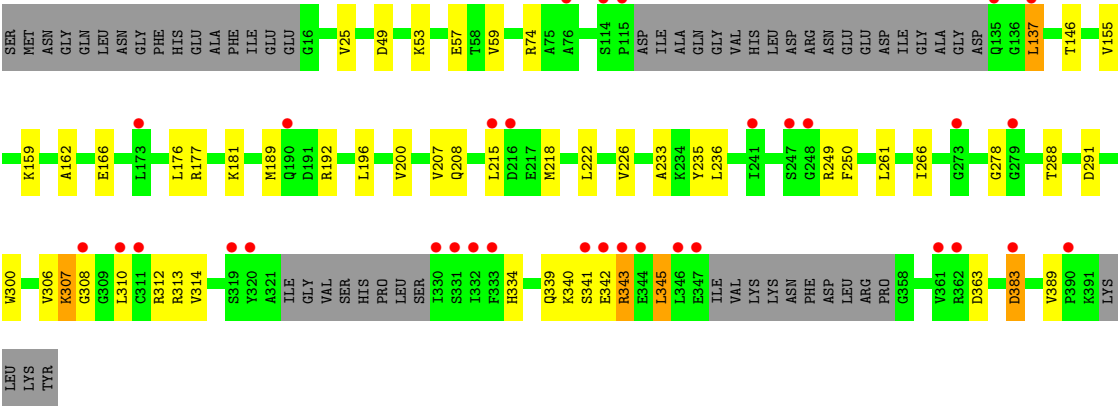 SER MET ASN GLY GLN LEU ASN GLY PHE HIS GLU ALA PHE ILE GLU GLU G16 V25 D49 K53 E57 T58 V59 R74 A75 A76 S114 P115 ASP ILE ALA GLN GLY VAL HIS LEU ASP ARG ASN GLU GLU ASP ILE GLY ALA GLY ASP Q135 G136 L137 T146 V155
K159 A162 E166 L173 L176 R177 K181 M189 Q190 D191 R192 L196 V200 V207 Q208 L215 D216 E217 M218 L222 V226 A233 K234 Y235 L236 I241 S247 G248 R249 F250 L261 I266 G273 G278 G279 T288 D291
W300 V306 K307 G308 G309 L310 C311 R312 R313 V314 S319 Y320 A321 ILE GLY VAL SER HIS PRO LEU SER I330 S331 I332 F333 H334 Q339 K340 S341 E342 R343 E344 L345 L346 E347 ILE VAL LYS LYS ASN PHE ASP LEU ARG PRO G358 V361 R362 D363 D383 V389 P390 K391 LYS
LEU LYS TYR